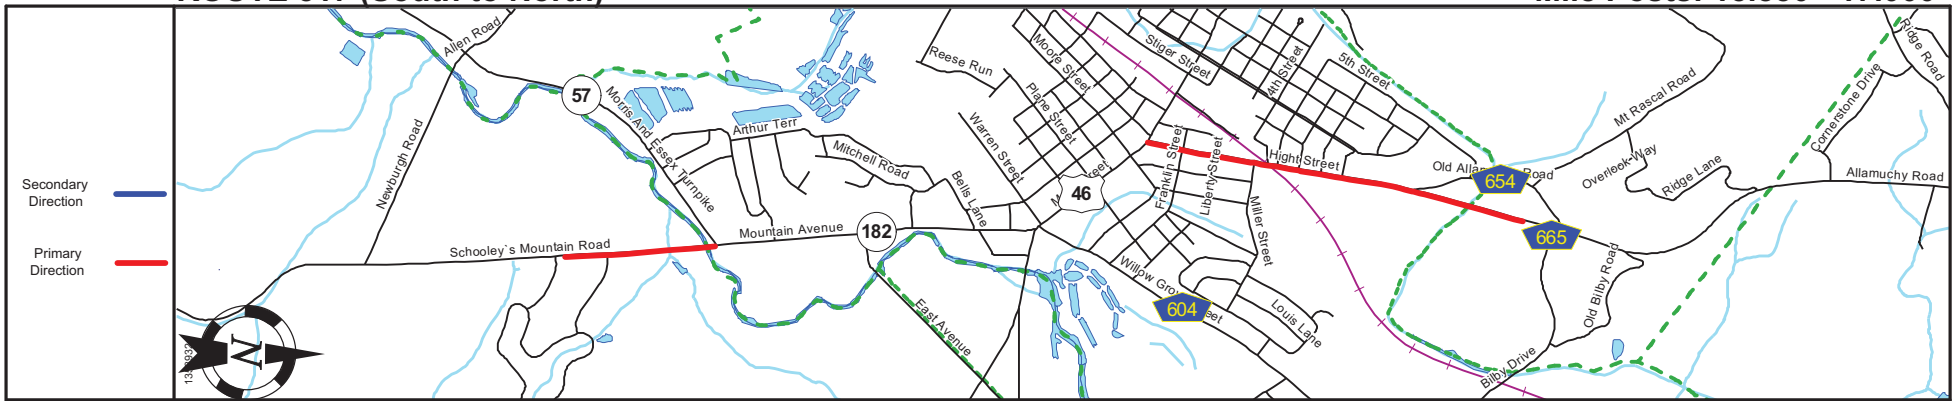 Secondary
Direction
Primary
Direction
Allen Road
57
Newburgh Road
Morris And Essex Turnpike
Arthur Terr
Mitchell Road
Bells Lane
Warren Street
Reese Run
Plane Street
Moore Street
Stiger Street
4th Street
5th Street
Hight Street
Franklin Street
Liberty Street
Miller Street
46
Schooley`s Mountain Road
Mountain Avenue
182
East Avenue
Willow
604
Louis Lane
Old
Road
654
665
Mt Rascal Road
Overlook Way
Ridge Lane
Cornerstone Drive
Ridge Road
Allamuchy Road
Old Bilby Road
Bilby Drive
N